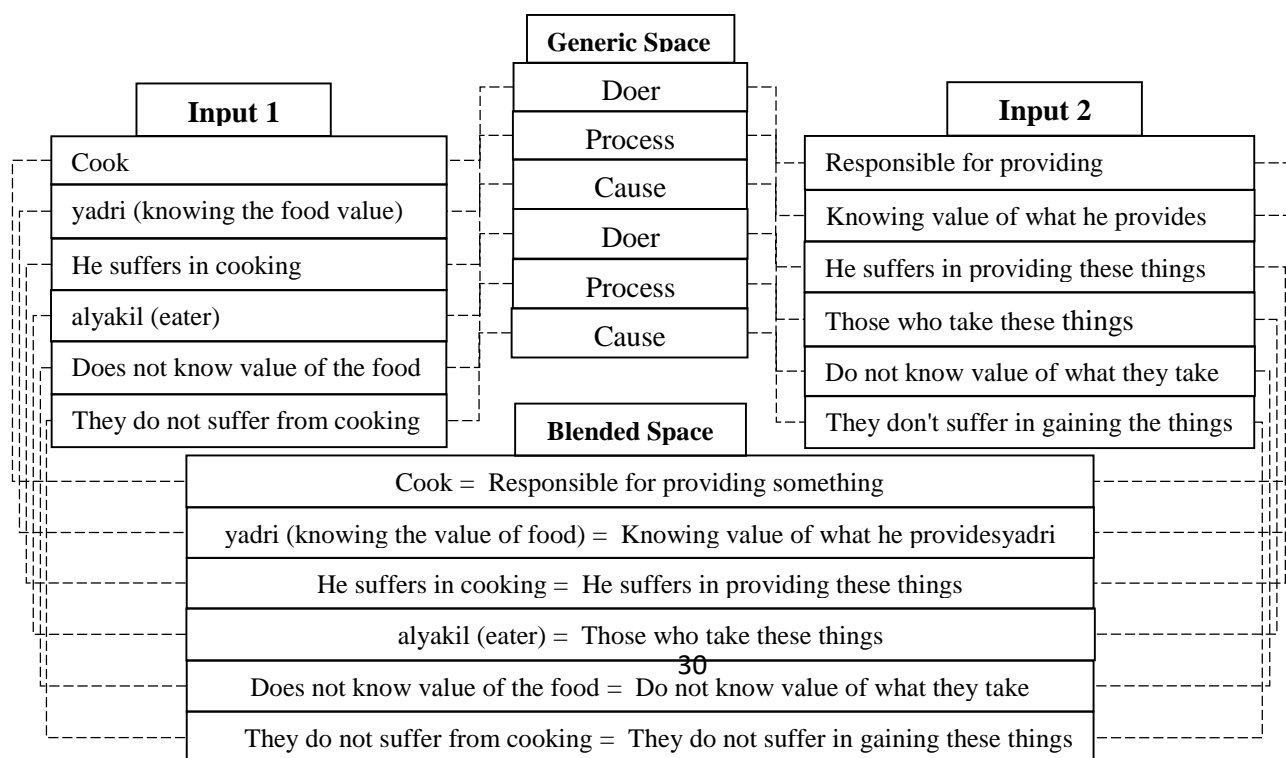 Generic Space
Doer
Process
Cause
Doer
Process
Cause
Input 1
Cook
yadri (knowing the food value)
He suffers in cooking
alyakil (eater)
Does not know value of the food
They do not suffer from cooking
Input 2
Responsible for providing
Knowing value of what he provides
He suffers in providing these things
Those who take these things
Do not know value of what they take
They don't suffer in gaining the things
Blended Space
Cook = Responsible for providing something
yadri (knowing the value of food) = Knowing value of what he providesyadri
He suffers in cooking = He suffers in providing these things
alyakil (eater) = Those who take these things
30
Does not know value of the food = Do not know value of what they take
They do not suffer from cooking = They do not suffer in gaining these things